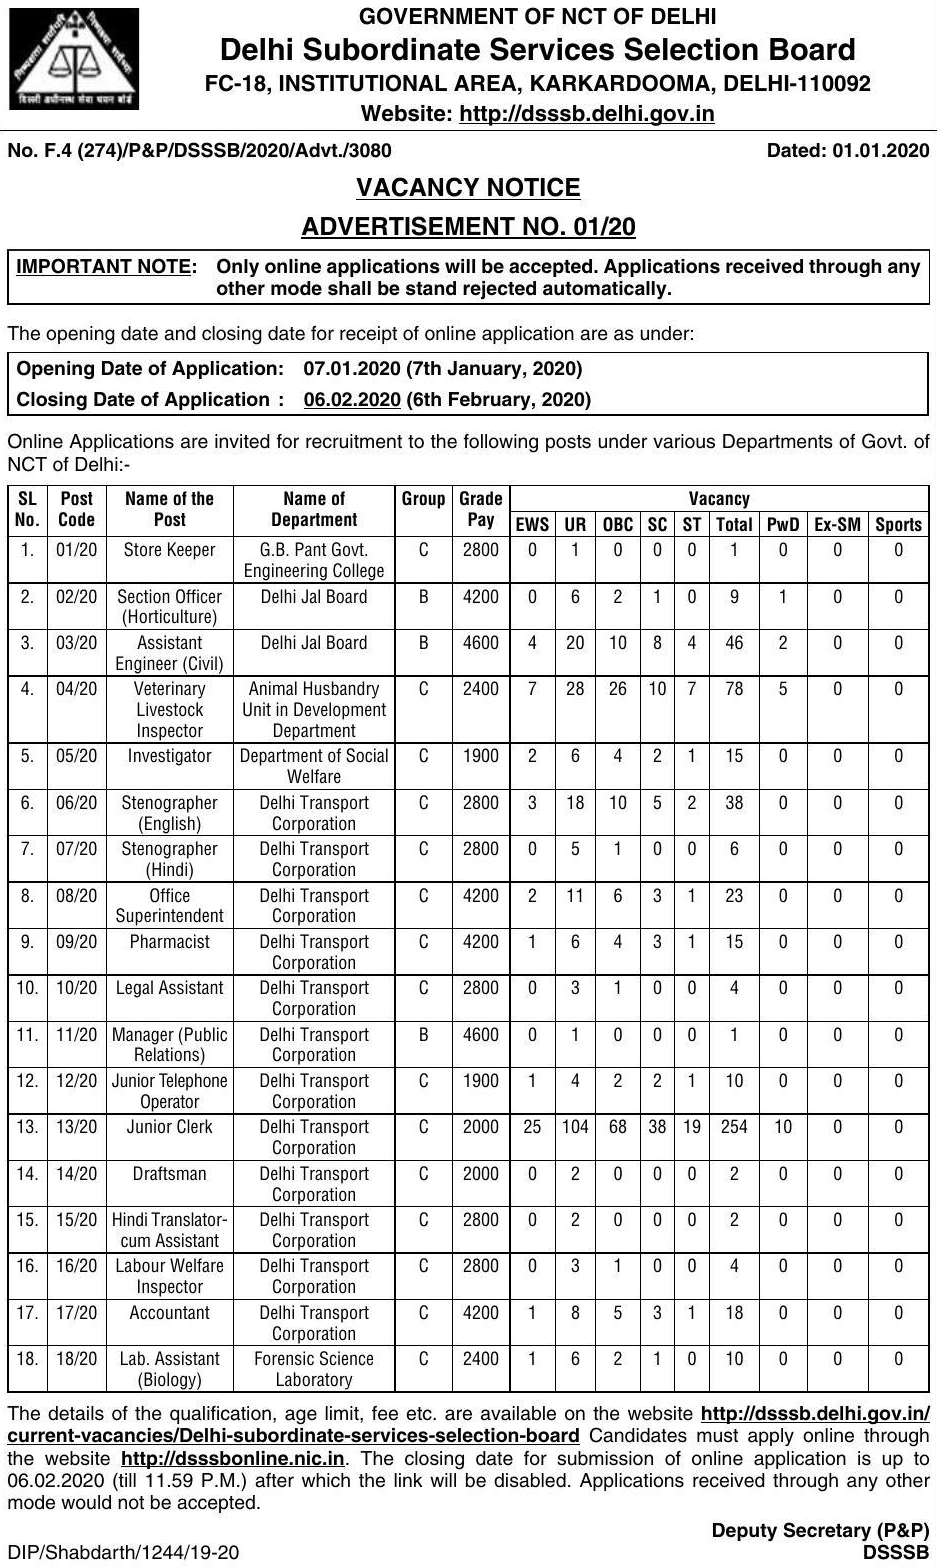 GOVERNMENT OF NCT OF DELHI
Delhi Subordinate Services Selection Board
FC-18, INSTITUTIONAL AREA, KARKARDOOMA, DELHI-110092
Website: http://dsssb.delhi.gov.in
दिल्ली अधीनस्थ सेवा चयन बोर्ड
No. F.4 (274)/P&P/DSSSB/2020/Advt./3080 Dated: 01.01.2020
VACANCY NOTICE
ADVERTISEMENT NO. 01/20
IMPORTANT NOTE: Only online applications will be accepted. Applications received through any
other mode shall be stand rejected automatically.
The opening date and closing date for receipt of online application are as under:
Opening Date of Application: 07.01.2020 (7th January, 2020)
Closing Date of Application : 06.02.2020 (6th February, 2020)
Online Applications are invited for recruitment to the following posts under various Departments of Govt. of
NCT of Delhi:-
SL Post Name of the Name of Group Grade Vacancy
No. Code Post Department Pay EWS UR OBC SC ST Total PwD Ex-SM Sports
1. 01/20 Store Keeper G.B. Pant Govt. C 2800 0 1 0 0 0 1 0 0 0
Engineering College
2. 02/20 Section Officer Delhi Jal Board B 4200 0 6 2 1 0 9 1 0 0
(Horticulture)
3. 03/20 Assistant Delhi Jal Board B 4600 4 20 10 8 4 46 2 0 0
Engineer (Civil)
4. 04/20 Veterinary Animal Husbandry C 2400 7 28 26 10 7 78 5 0 0
Livestock Unit in Development
Inspector Department
5. 05/20 Investigator Department of Social C 1900 2 6 4 2 1 15 0 0 0
Welfare
6. 06/20 Stenographer Delhi Transport C 2800 3 18 10 5 2 38 0 0 0
(English) Corporation
7. 07/20 Stenographer Delhi Transport C 2800 0 5 1 0 0 6 0 0 0
(Hindi) Corporation
8. 08/20 Office Delhi Transport C 4200 2 11 6 3 1 23 0 0 0
Superintendent Corporation
9. 09/20 Pharmacist Delhi Transport C 4200 1 6 4 3 1 15 0 0 0
Corporation
10. 10/20 Legal Assistant Delhi Transport C 2800 0 3 1 0 0 4 0 0 0
Corporation
11. 11/20 Manager (Public Delhi Transport B 4600 0 1 0 0 0 1 0 0 0
Relations) Corporation
12. 12/20 Junior Telephone Delhi Transport C 1900 1 4 2 2 1 10 0 0 0
Operator Corporation
13. 13/20 Junior Clerk Delhi Transport C 2000 25 104 68 38 19 254 10 0 0
Corporation
14. 14/20 Draftsman Delhi Transport C 2000 0 2 0 0 0 2 0 0 0
Corporation
15. 15/20 Hindi Translator- Delhi Transport C 2800 0 2 0 0 0 2 0 0 0
cum Assistant Corporation
16. 16/20 Labour Welfare Delhi Transport C 2800 0 3 1 0 0 4 0 0 0
Inspector Corporation
17. 17/20 Accountant Delhi Transport C 4200 1 8 5 3 1 18 0 0 0
Corporation
18. 18/20 Lab. Assistant Forensic Science C 2400 1 6 2 1 0 10 0 0 0
(Biology) Laboratory
The details of the qualification, age limit, fee etc. are available on the website http://dsssb.delhi.gov.in/
current-vacancies/Delhi-subordinate-services-selection-board Candidates must apply online through
the website http://dsssbonline.nic.in. The closing date for submission of online application is up to
06.02.2020 (till 11.59 P.M.) after which the link will be disabled. Applications received through any other
mode would not be accepted.
Deputy Secretary (P&P)
DIP/Shabdarth/1244/19-20 DSSSB